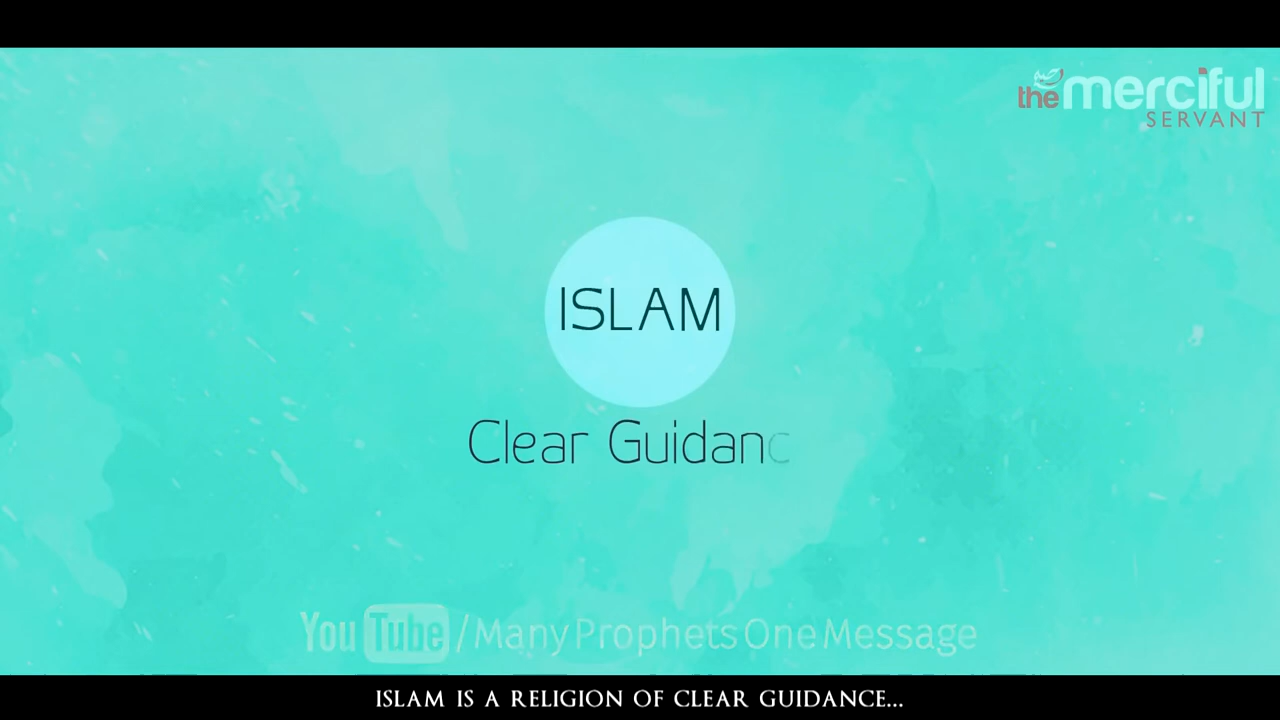 the merciful
SERVANT
ISLAM
Clear Guidanc
YouTube/ManyProphetsOneMessage
ISLAM IS A RELIGION OF CLEAR GUIDANCE...